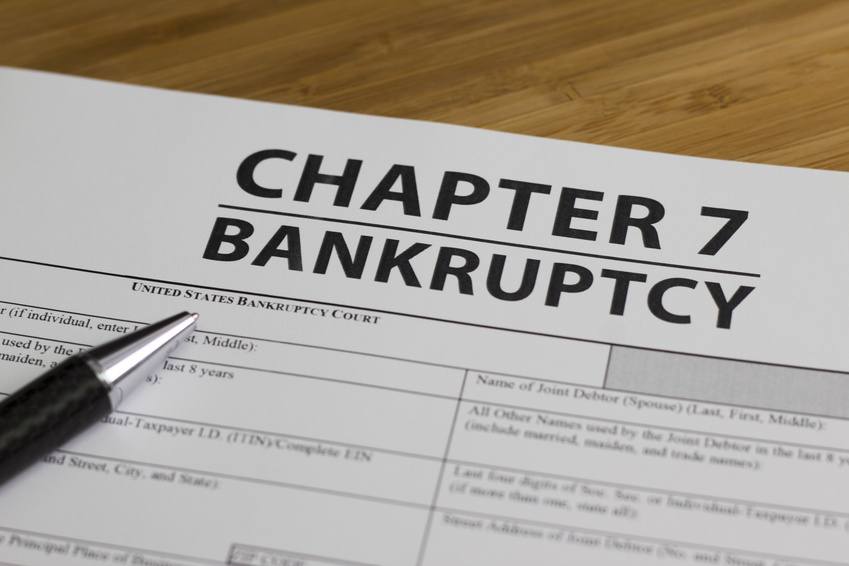 CHAPTER 7
BANKRUPTCY
UNITED STATES BANKRUPTCY COURT
r (if individual, enter st, Middle):
used by the last 8 years
maiden, s):
dual-Taxpayer I.D. (ITIN)/Complete EIN
and Street, City, and State):
Principal Place of
Name of Joint Debtor (Spouse) (Last, First, Middle):
All Other Names used by the Joint Debtor in the last 8 y
(include married, maiden, and trade names):
Last four digits of Soc. Sec. or Individual-Taxpayer I.D. (
(if more than one, state all):
Street Address of Joint Debtor (No. and Street,